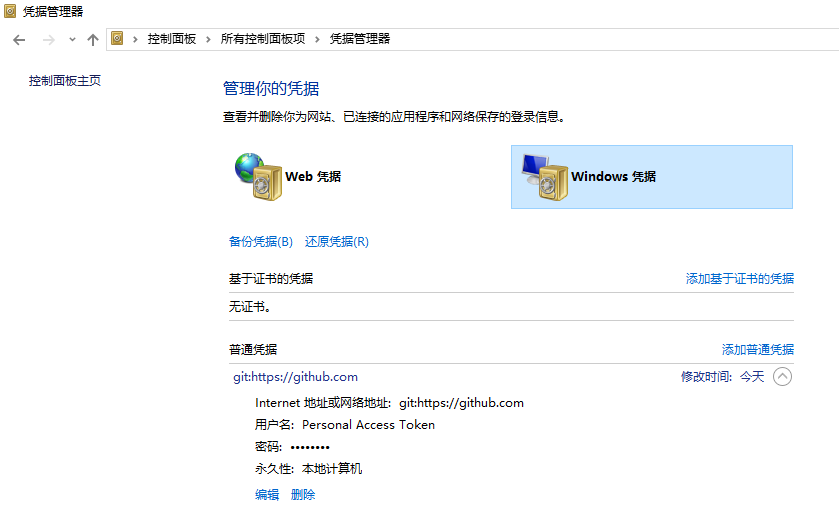 凭据管理器
控制面板 › 所有控制面板项 › 凭据管理器
控制面板主页
管理你的凭据
查看并删除你为网站、已连接的应用程序和网络保存的登录信息。
Web 凭据
Windows 凭据
备份凭据(B) 还原凭据(R)
基于证书的凭据 添加基于证书的凭据
无证书。
普通凭据 添加普通凭据
git:https://github.com 修改时间: 今天
Internet 地址或网络地址: git:https://github.com
用户名: Personal Access Token
密码: ••••••••
永久性: 本地计算机
编辑 删除